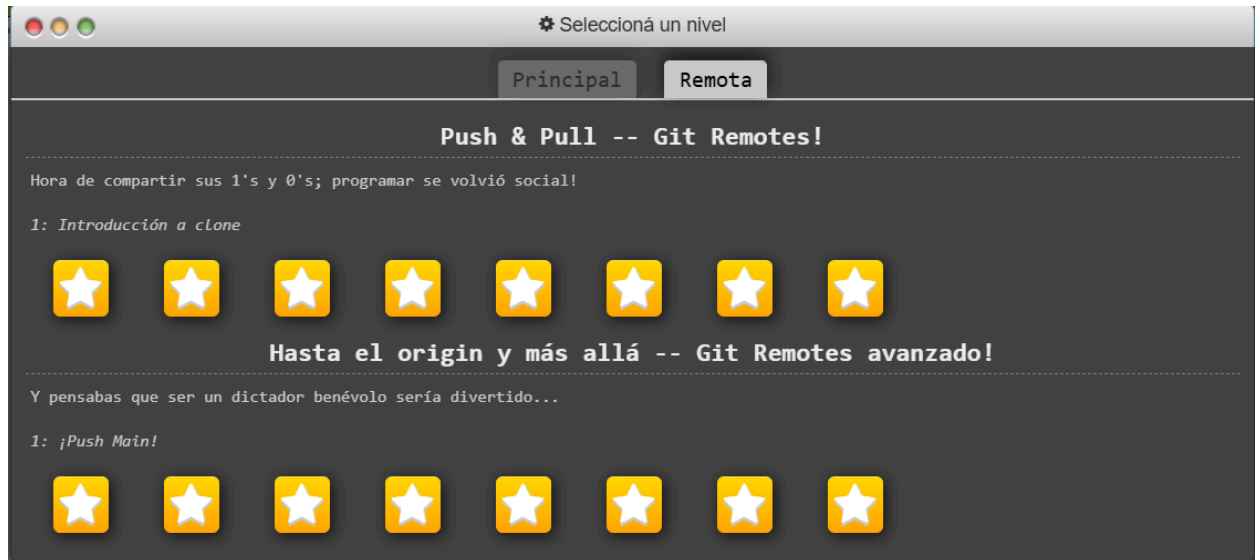 Seleccioná un nivel
Principal
Remota
Push & Pull -- Git Remotes!
Hora de compartir sus 1's y 0's; programar se volvió social!
1: Introducción a clone
Hasta el origin y más allá -- Git Remotes avanzado!
Y pensabas que ser un dictador benévolo sería divertido...
1: ¡Push Main!